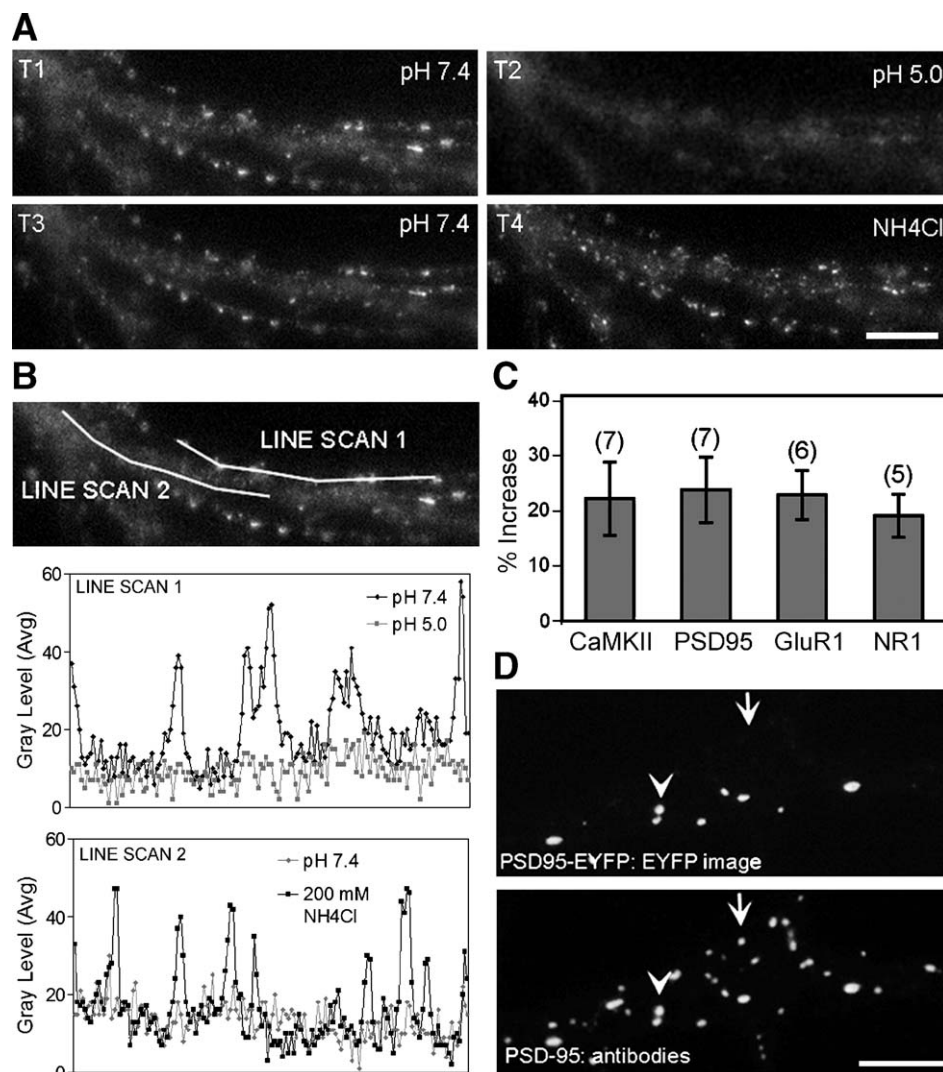 A
T1 pH 7.4
T2 pH 5.0
T3 pH 7.4
T4 NH4Cl
B
LINE SCAN 1
LINE SCAN 2
60
40
20
0
Gray Level (Avg)
LINE SCAN 1
pH 7.4
pH 5.0
60
40
20
0
Gray Level (Avg)
LINE SCAN 2
pH 7.4
200 mM
NH4Cl
C
40
30
20
10
0
% Increase
(7)
(7)
(6)
(5)
CaMKII
PSD95
GluR1
NR1
D
PSD95-EYFP: EYFP image
PSD-95: antibodies